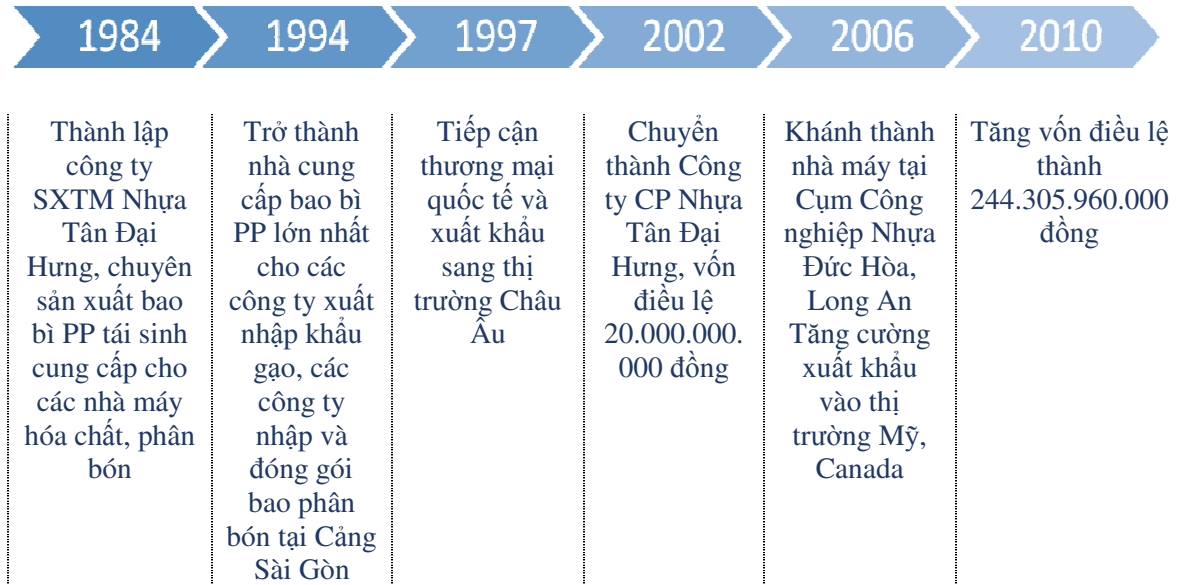 1984
1994
1997
2002
2006
2010
Thành lập
công ty
SXTM Nhựa
Tân Đại
Hưng, chuyên
sản xuất bao
bì PP tái sinh
cung cấp cho
các nhà máy
hóa chất, phân
bón
Trở thành
nhà cung
cấp bao bì
PP lớn nhất
cho các
công ty xuất
nhập khẩu
gạo, các
công ty
nhập và
đóng gói
bao phân
bón tại Cảng
Sài Gòn
Tiếp cận
thương mại
quốc tế và
xuất khẩu
sang thị
trường Châu
Âu
Chuyển
thành Công
ty CP Nhựa
Tân Đại
Hưng, vốn
điều lệ
20.000.000.
000 đồng
Khánh thành
nhà máy tại
Cụm Công
nghiệp Nhựa
Đức Hòa,
Long An
Tăng cường
xuất khẩu
vào thị
trường Mỹ,
Canada
Tăng vốn điều lệ
thành
244.305.960.000
đồng